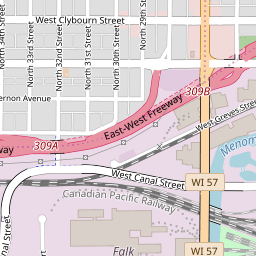 West Clybourn Street
North 34th Street
North 33rd Street
North 32nd Street
North 31st Street
North 30th Street
North 29th Str
ernon Avenue
309B
East-West Freeway
West Greves Street
309A
way
Menom
West Canal Street
WI 57
Canadian Pacific Railway
nal Street
Falk
WI 57